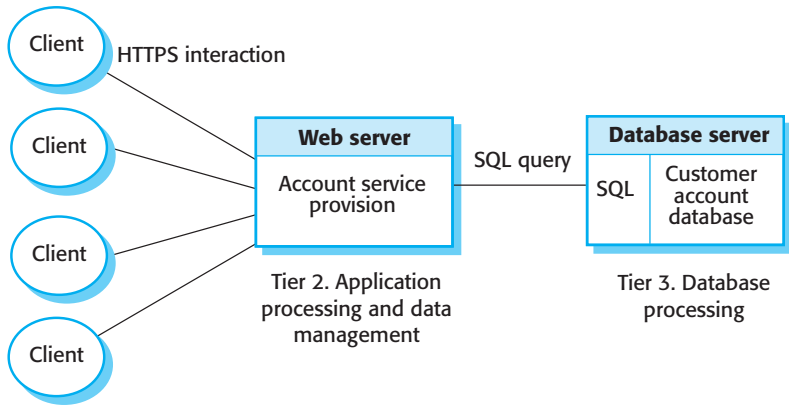 Client
HTTPS interaction
Client
Client
Client
Web server
Account service
provision
Tier 2. Application
processing and data
management
SQL query
Database server
SQL
Customer
account
database
Tier 3. Database
processing